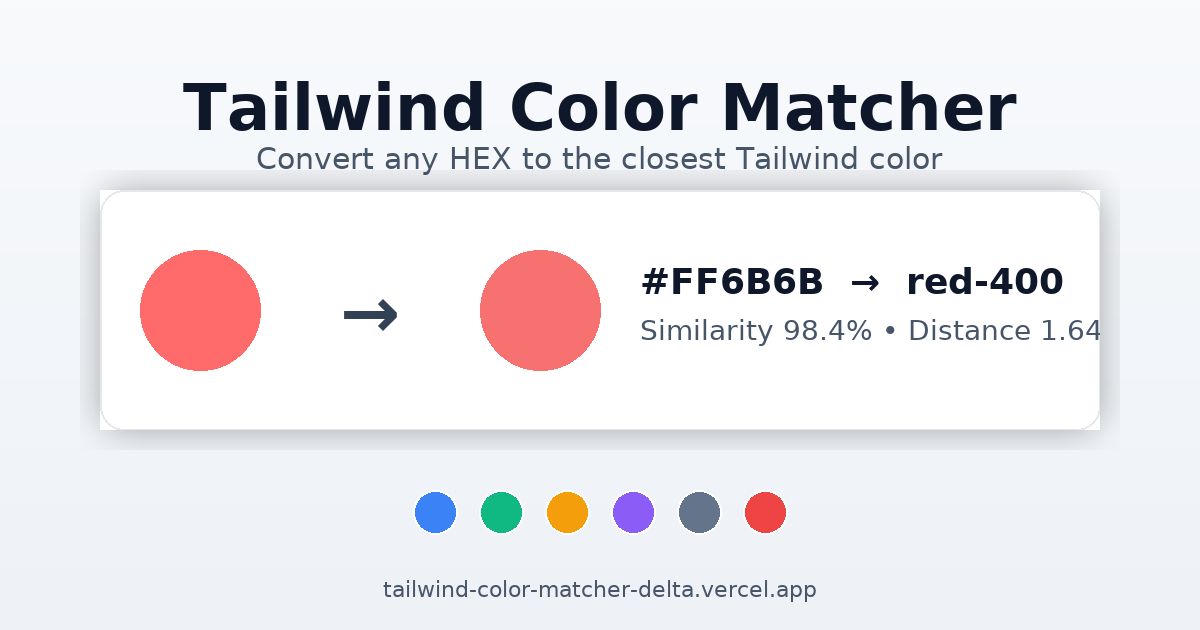 Tailwind Color Matcher
Convert any HEX to the closest Tailwind color
→
#FF6B6B → red-400
Similarity 98.4% • Distance 1.64
tailwind-color-matcher-delta.vercel.app